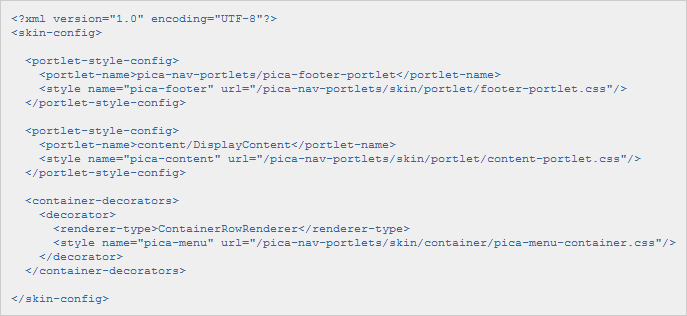 <?xml version="1.0" encoding="UTF-8"?>
<skin-config>

  <portlet-style-config>
    <portlet-name>pica-nav-portlets/pica-footer-portlet</portlet-name>
    <style name="pica-footer" url="/pica-nav-portlets/skin/portlet/footer-portlet.css"/>
  </portlet-style-config>

  <portlet-style-config>
    <portlet-name>content/DisplayContent</portlet-name>
    <style name="pica-content" url="/pica-nav-portlets/skin/portlet/content-portlet.css"/>
  </portlet-style-config>

  <container-decorators>
    <decorator>
      <renderer-type>ContainerRowRenderer</renderer-type>
      <style name="pica-menu" url="/pica-nav-portlets/skin/container/pica-menu-container.css"/>
    </decorator>
  </container-decorators>

</skin-config>